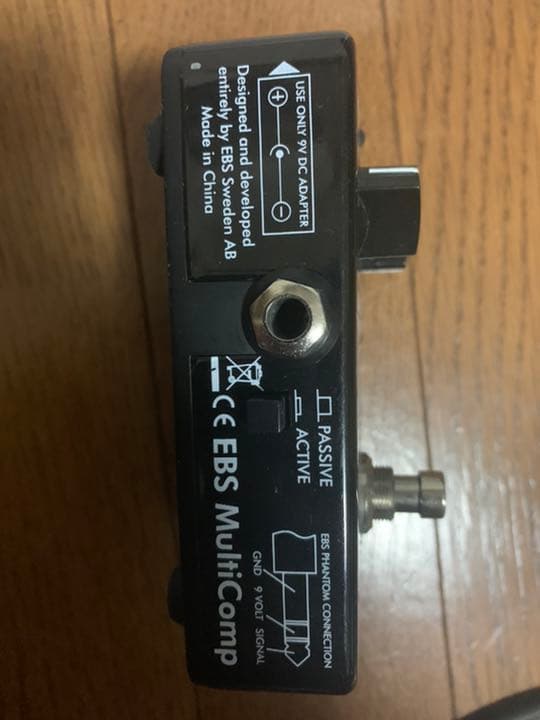 USE ONLY 9V DC ADAPTER
+ −
Designed and developed
entirely by EBS Sweden AB
Made in China
PASSIVE
ACTIVE
CE EBS MultiComp
EBS PHANTOM CONNECTION
GND 9 VOLT SIGNAL